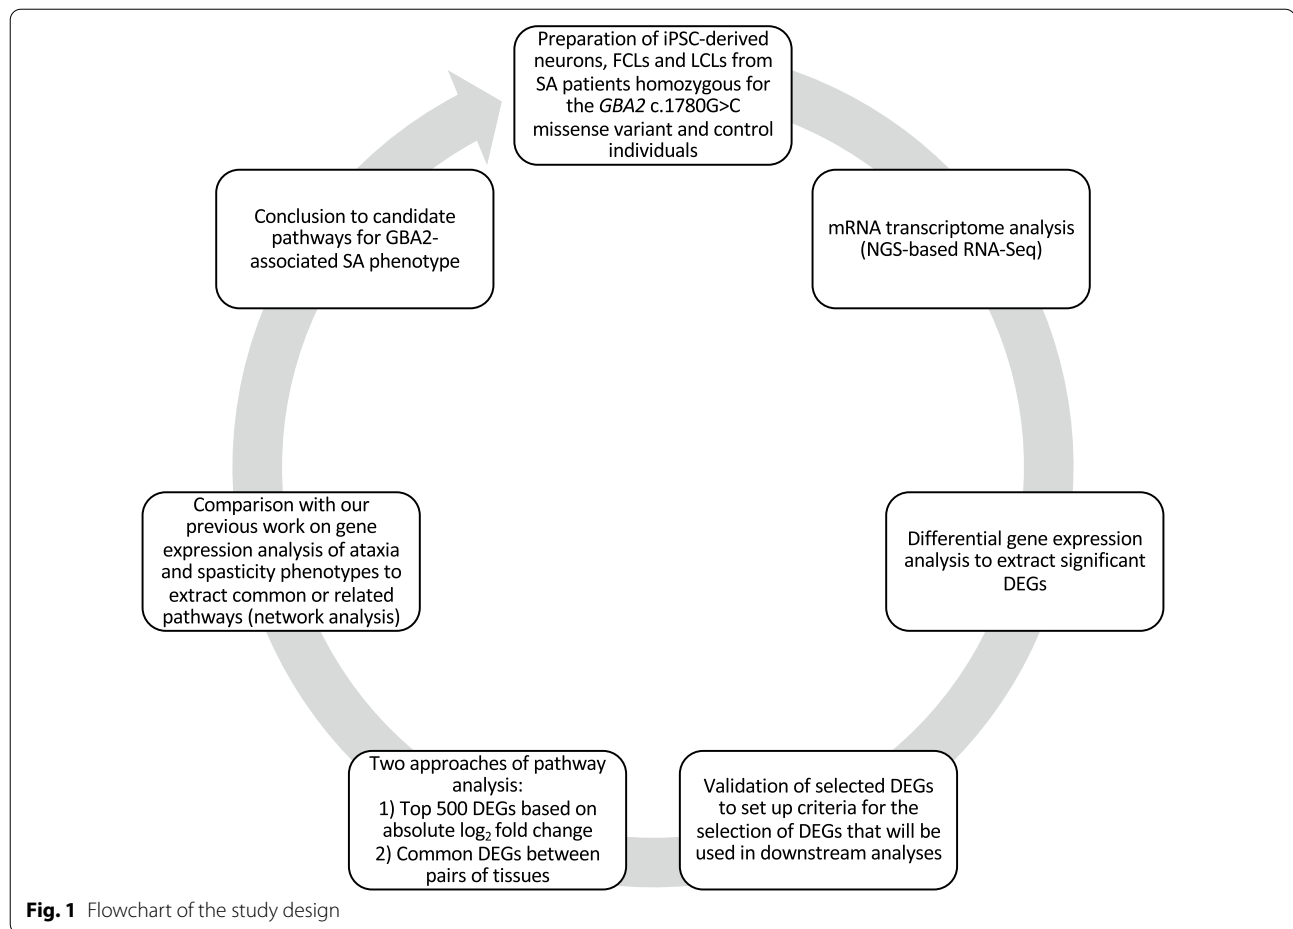 Preparation of iPSC-derived
neurons, FCLs and LCLs from
SA patients homozygous for
the GBA2 c.1780G>C
missense variant and control
individuals
mRNA transcriptome analysis
(NGS-based RNA-Seq)
Differential gene expression
analysis to extract significant
DEGs
Validation of selected DEGs
to set up criteria for the
selection of DEGs that will be
used in downstream analyses
Two approaches of pathway
analysis:
1) Top 500 DEGs based on
absolute log₂ fold change
2) Common DEGs between
pairs of tissues
Comparison with our
previous work on gene
expression analysis of ataxia
and spasticity phenotypes to
extract common or related
pathways (network analysis)
Conclusion to candidate
pathways for GBA2-
associated SA phenotype
Fig. 1 Flowchart of the study design